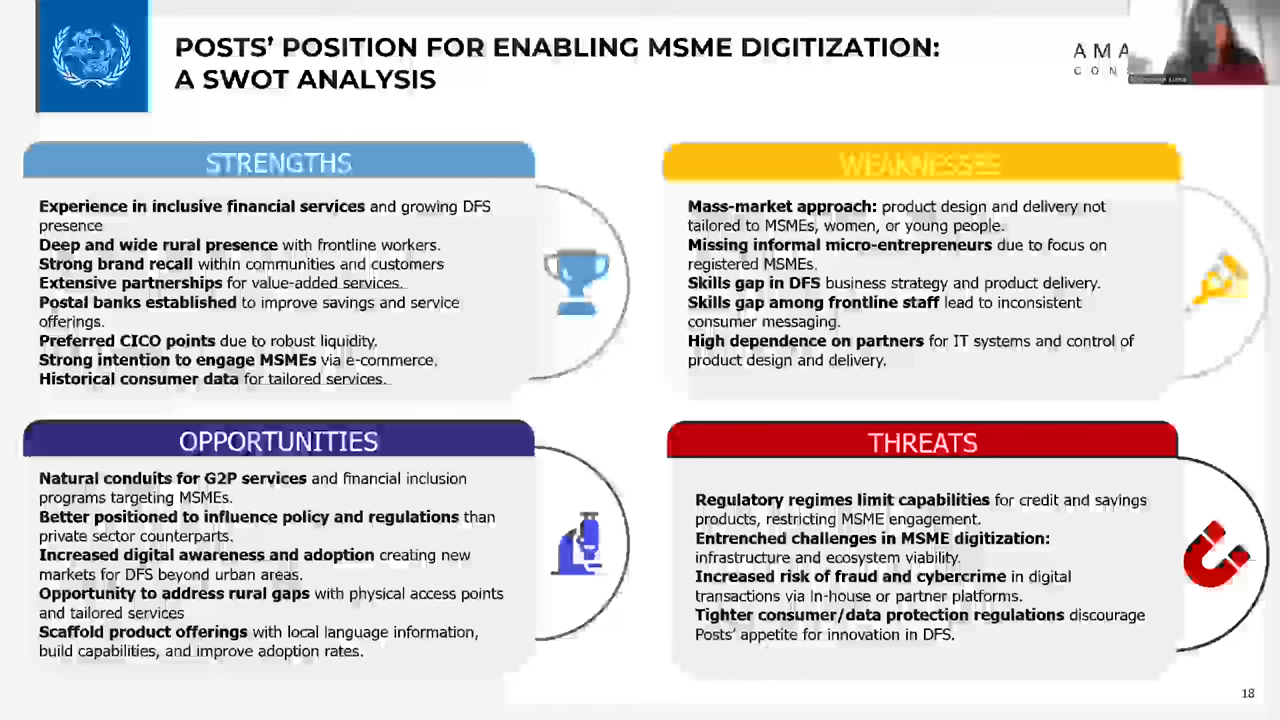 POSTS' POSITION FOR ENABLING MSME DIGITIZATION:
A SWOT ANALYSIS
AMA
CONS
STRENGTHS
Experience in inclusive financial services and growing DFS
presence
Deep and wide rural presence with frontline workers.
Strong brand recall within communities and customers
Extensive partnerships for value-added services.
Postal banks established to improve savings and service
offerings.
Preferred CICO points due to robust liquidity.
Strong intention to engage MSMEs via e-commerce.
Historical consumer data for tailored services.
WEAKNESSES
Mass-market approach: product design and delivery not
tailored to MSMEs, women, or young people.
Missing informal micro-entrepreneurs due to focus on
registered MSMEs.
Skills gap in DFS business strategy and product delivery.
Skills gap among frontline staff lead to inconsistent
consumer messaging.
High dependence on partners for IT systems and control of
product design and delivery.
OPPORTUNITIES
Natural conduits for G2P services and financial inclusion
programs targeting MSMEs.
Better positioned to influence policy and regulations than
private sector counterparts.
Increased digital awareness and adoption creating new
markets for DFS beyond urban areas.
Opportunity to address rural gaps with physical access points
and tailored services
Scaffold product offerings with local language information,
build capabilities, and improve adoption rates.
THREATS
Regulatory regimes limit capabilities for credit and savings
products, restricting MSME engagement.
Entrenched challenges in MSME digitization:
infrastructure and ecosystem viability.
Increased risk of fraud and cybercrime in digital
transactions via In-house or partner platforms.
Tighter consumer/data protection regulations discourage
Posts' appetite for innovation in DFS.
18